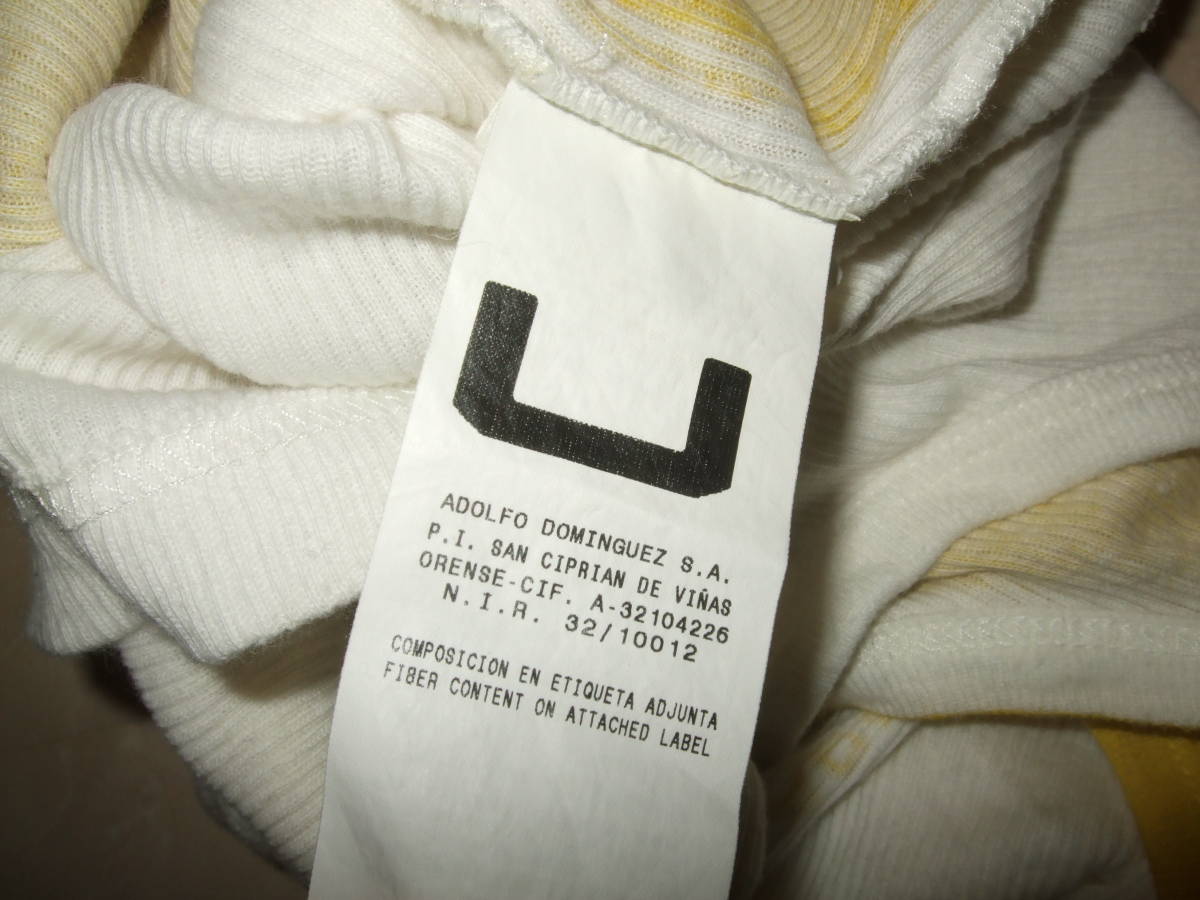 ADOLFO DOMINGUEZ S.A.
P.I. SAN CIPRIAN DE VIÑAS
ORENSE-CIF. A-32104226
N.I.R. 32/10012
COMPOSICION EN ETIQUETA ADJUNTA
FIBER CONTENT ON ATTACHED LABEL